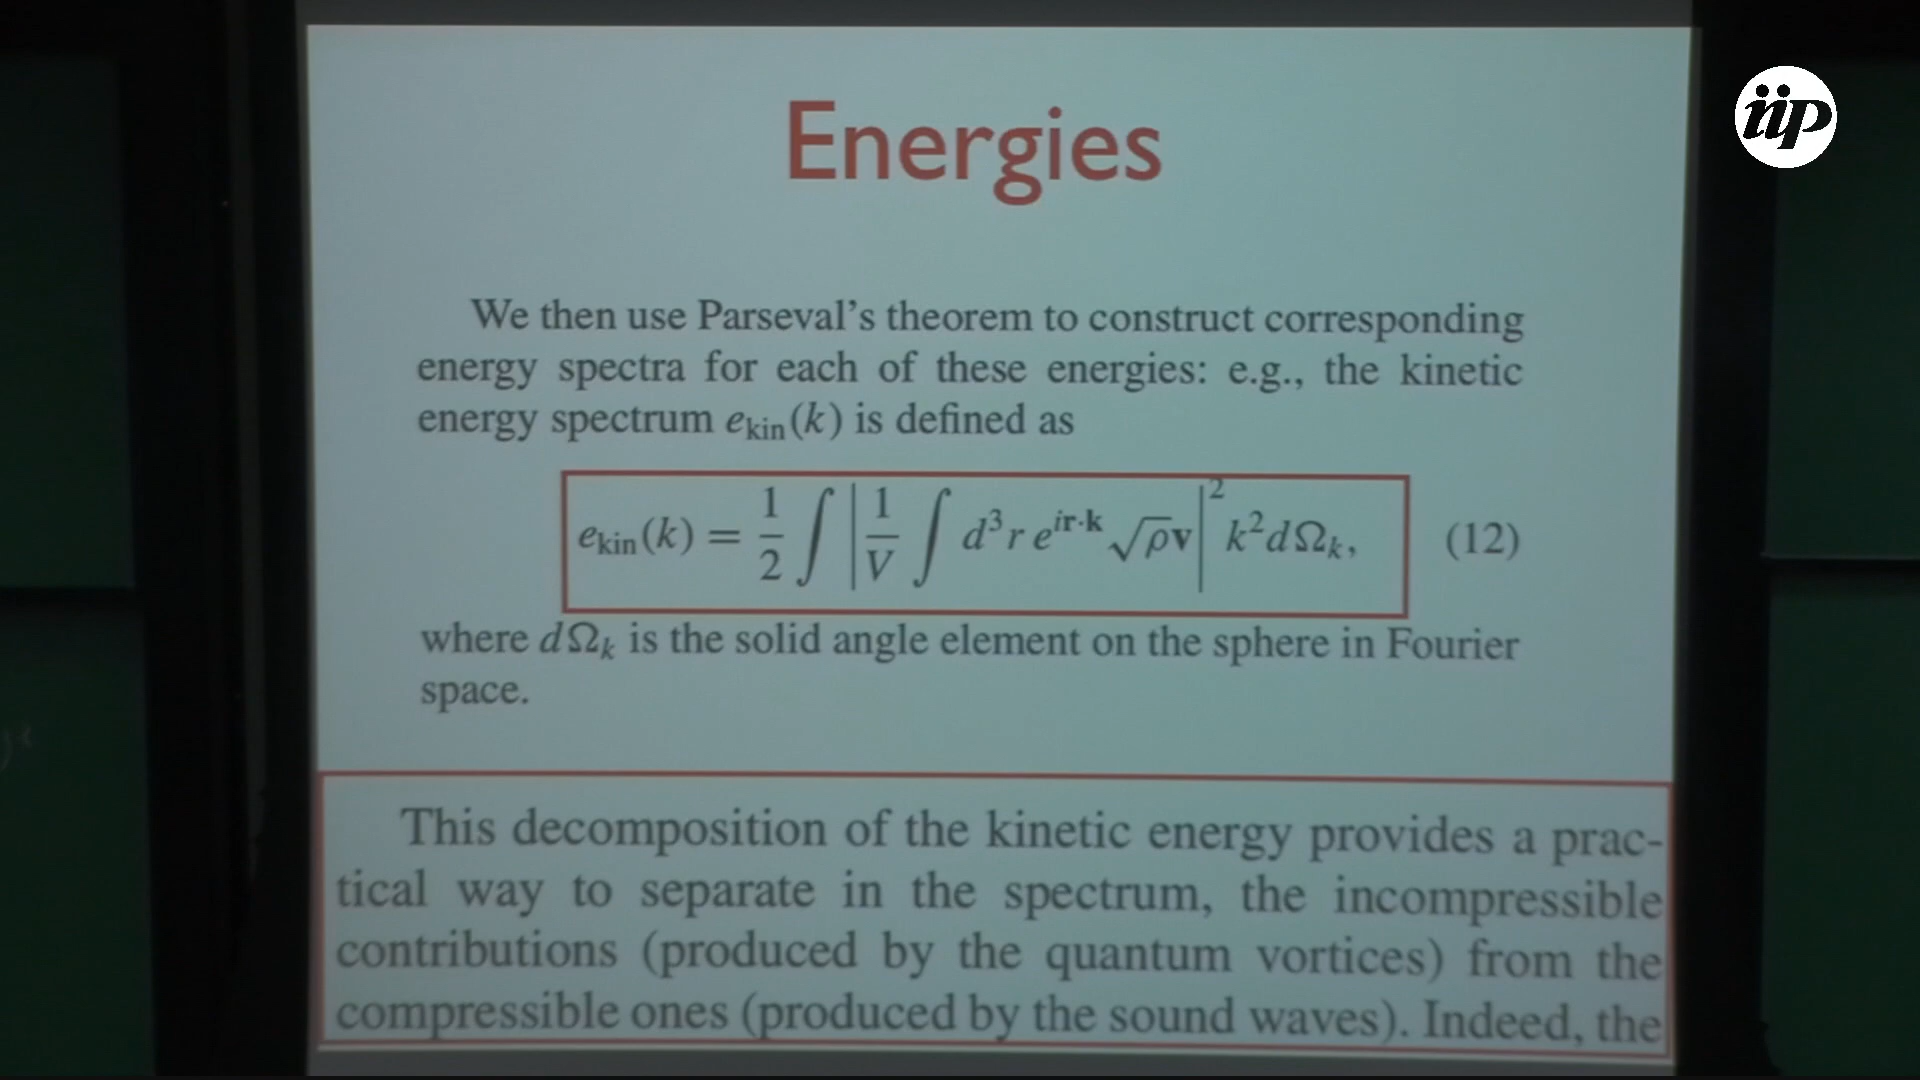 iip
Energies
We then use Parseval's theorem to construct corresponding
energy spectra for each of these energies: e.g., the kinetic
energy spectrum e_kin(k) is defined as
e_kin(k) = 1/2 ∫ | 1/V ∫ d³r e^{ir·k} √ρv |² k² dΩ_k, (12)
where dΩ_k is the solid angle element on the sphere in Fourier
space.
This decomposition of the kinetic energy provides a prac-
tical way to separate in the spectrum, the incompressible
contributions (produced by the quantum vortices) from the
compressible ones (produced by the sound waves). Indeed, the